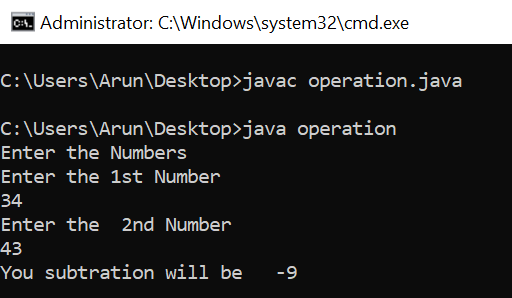 Administrator: C:\Windows\system32\cmd.exe
C:\Users\Arun\Desktop>javac operation.java
C:\Users\Arun\Desktop>java operation
Enter the Numbers
Enter the 1st Number
34
Enter the  2nd Number
43
You subtration will be   -9